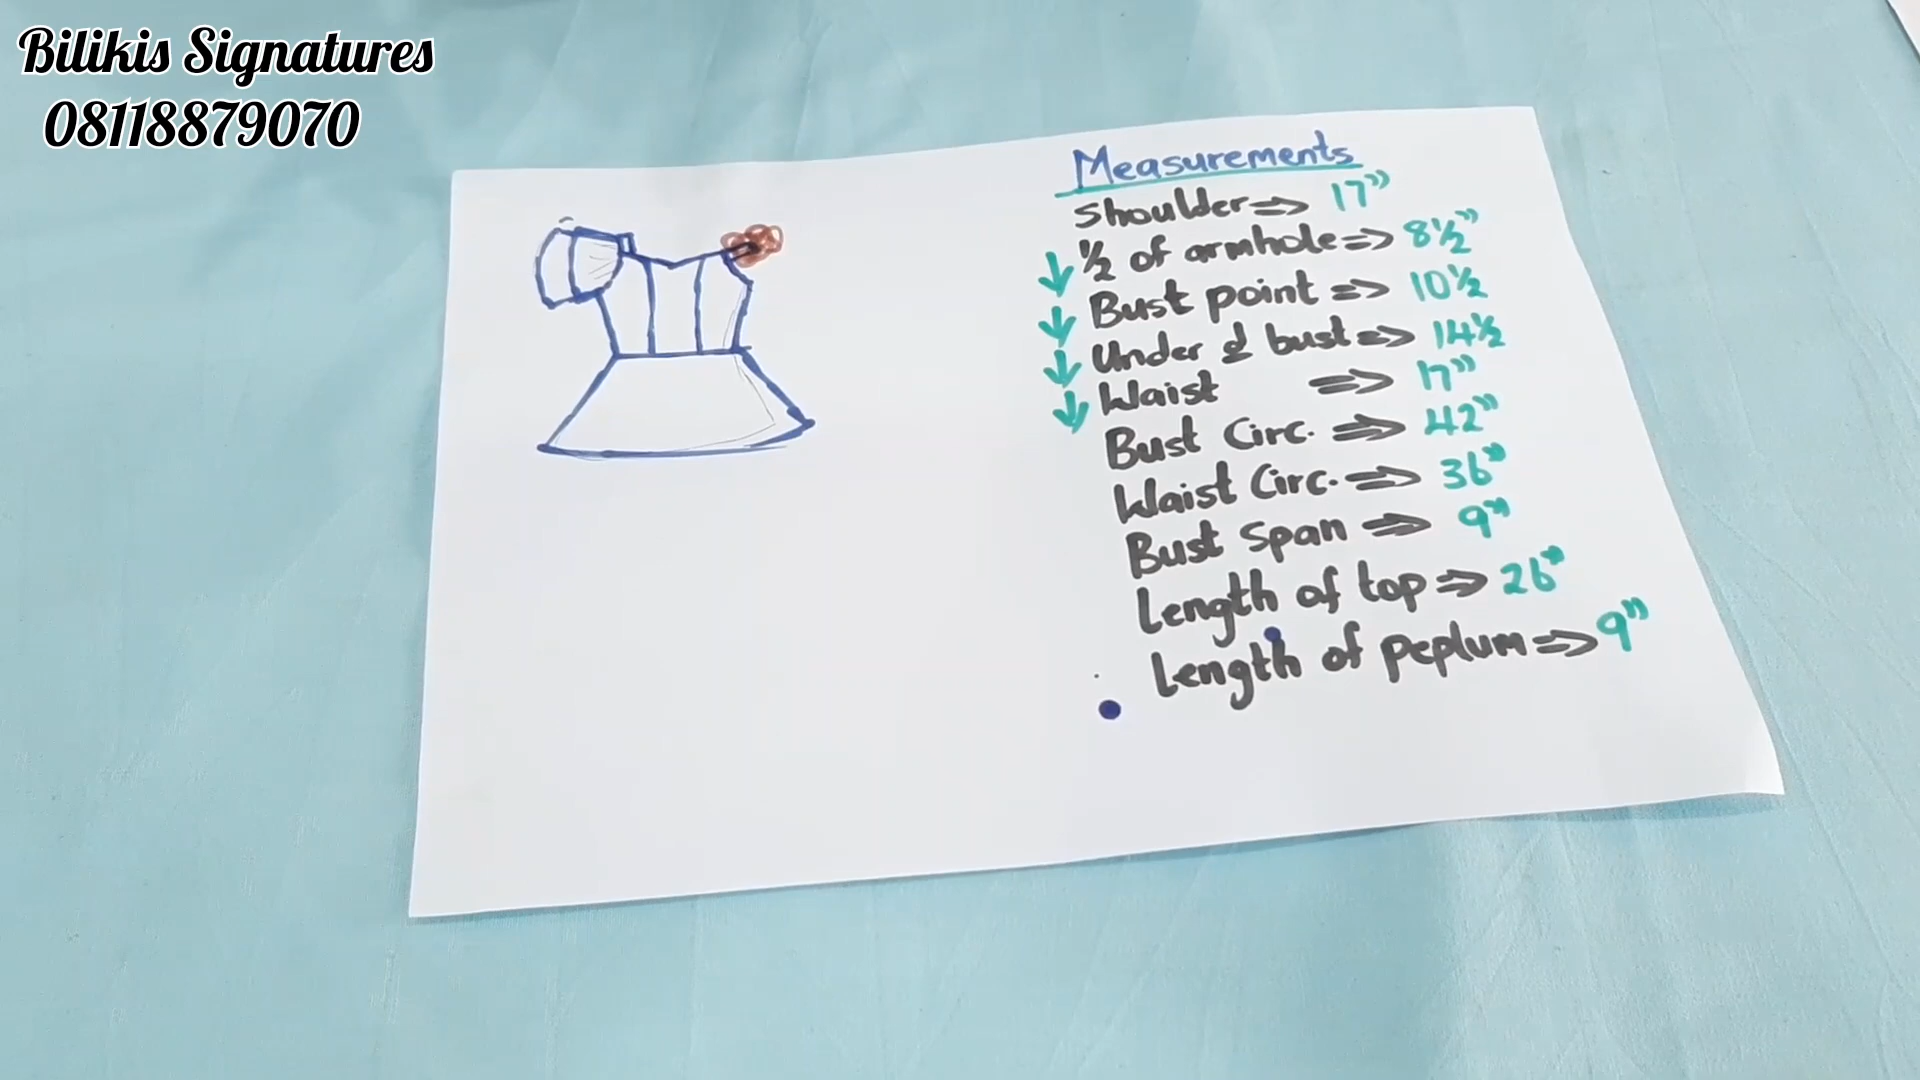 Bilikis Signatures
08118879070
Measurements
Shoulder => 17"
↓ ½ of armhole => 8½"
↓ Bust point => 10½
↓ Under d bust => 14½
↓ Waist => 17"
Bust Circ. => 42"
Waist Circ. => 36"
Bust Span => 9"
Length of top => 26"
Length of peplum => 9"